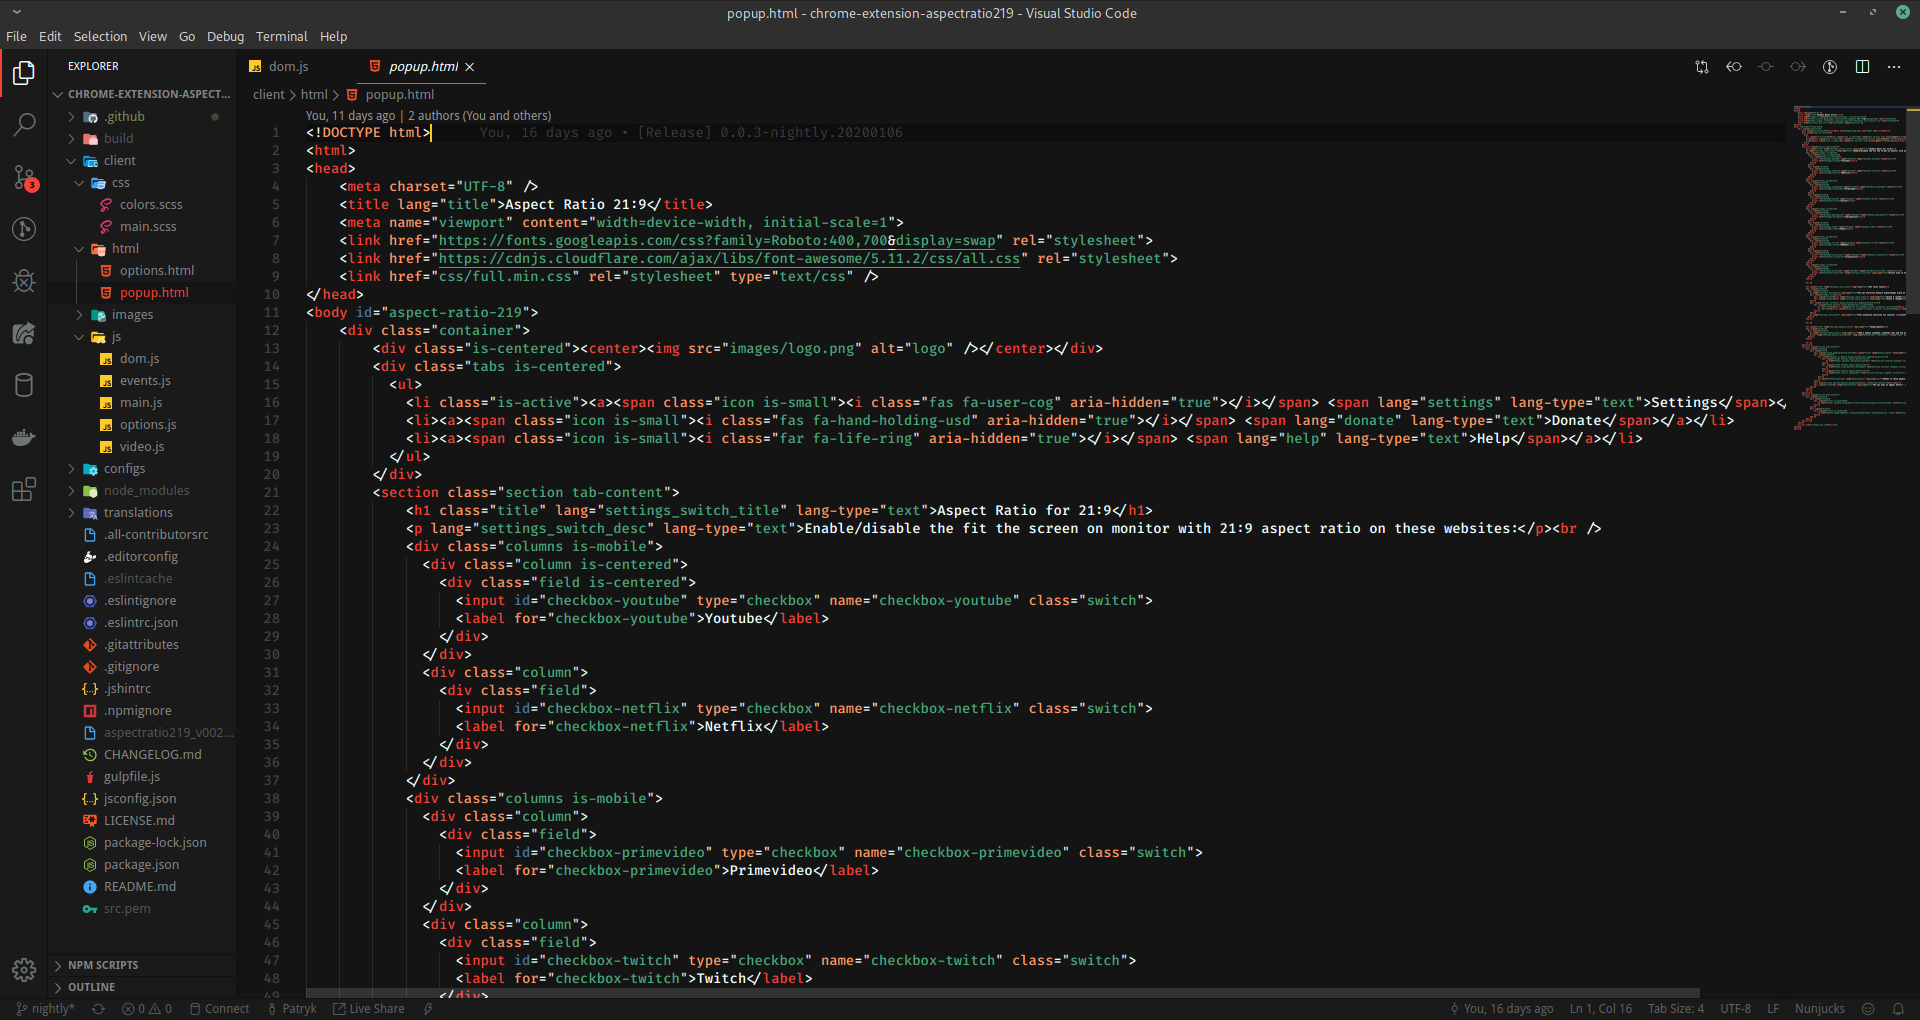 popup.html - chrome-extension-aspectratio219 - Visual Studio Code
File Edit Selection View Go Debug Terminal Help
EXPLORER
CHROME-EXTENSION-ASPECT...
.github
build
client
css
colors.scss
main.scss
html
options.html
popup.html
images
js
dom.js
events.js
main.js
options.js
video.js
configs
node_modules
translations
.all-contributorsrc
.editorconfig
.eslintcache
.eslintignore
.eslintrc.json
.gitattributes
.gitignore
.jshintrc
.npmignore
aspectratio219_v002...
CHANGELOG.md
gulpfile.js
jsconfig.json
LICENSE.md
package-lock.json
package.json
README.md
src.pem
NPM SCRIPTS
OUTLINE
3
dom.js popup.html
client > html > popup.html
You, 11 days ago | 2 authors (You and others)
1 <!DOCTYPE html> You, 16 days ago • [Release] 0.0.3-nightly.20200106
2 <html>
3 <head>
4 <meta charset="UTF-8" />
5 <title lang="title">Aspect Ratio 21:9</title>
6 <meta name="viewport" content="width=device-width, initial-scale=1">
7 <link href="https://fonts.googleapis.com/css?family=Roboto:400,700&display=swap" rel="stylesheet">
8 <link href="https://cdnjs.cloudflare.com/ajax/libs/font-awesome/5.11.2/css/all.css" rel="stylesheet">
9 <link href="css/full.min.css" rel="stylesheet" type="text/css" />
10 </head>
11 <body id="aspect-ratio-219">
12 <div class="container">
13 <div class="is-centered"><center><img src="images/logo.png" alt="logo" /></center></div>
14 <div class="tabs is-centered">
15 <ul>
16 <li class="is-active"><a><span class="icon is-small"><i class="fas fa-user-cog" aria-hidden="true"></i></span> <span lang="settings" lang-type="text">Settings</span></
17 <li><a><span class="icon is-small"><i class="fas fa-hand-holding-usd" aria-hidden="true"></i></span> <span lang="donate" lang-type="text">Donate</span></a></li>
18 <li><a><span class="icon is-small"><i class="far fa-life-ring" aria-hidden="true"></i></span> <span lang="help" lang-type="text">Help</span></a></li>
19 </ul>
20 </div>
21 <section class="section tab-content">
22 <h1 class="title" lang="settings_switch_title" lang-type="text">Aspect Ratio for 21:9</h1>
23 <p lang="settings_switch_desc" lang-type="text">Enable/disable the fit the screen on monitor with 21:9 aspect ratio on these websites:</p><br />
24 <div class="columns is-mobile">
25 <div class="column is-centered">
26 <div class="field is-centered">
27 <input id="checkbox-youtube" type="checkbox" name="checkbox-youtube" class="switch">
28 <label for="checkbox-youtube">Youtube</label>
29 </div>
30 </div>
31 <div class="column">
32 <div class="field">
33 <input id="checkbox-netflix" type="checkbox" name="checkbox-netflix" class="switch">
34 <label for="checkbox-netflix">Netflix</label>
35 </div>
36 </div>
37 </div>
38 <div class="columns is-mobile">
39 <div class="column">
40 <div class="field">
41 <input id="checkbox-primevideo" type="checkbox" name="checkbox-primevideo" class="switch">
42 <label for="checkbox-primevideo">Primevideo</label>
43 </div>
44 </div>
45 <div class="column">
46 <div class="field">
47 <input id="checkbox-twitch" type="checkbox" name="checkbox-twitch" class="switch">
48 <label for="checkbox-twitch">Twitch</label>
49 </div>
nightly* 0 0 Connect Patryk Live Share You, 16 days ago Ln 1, Col 16 Tab Size: 4 UTF-8 LF Nunjucks